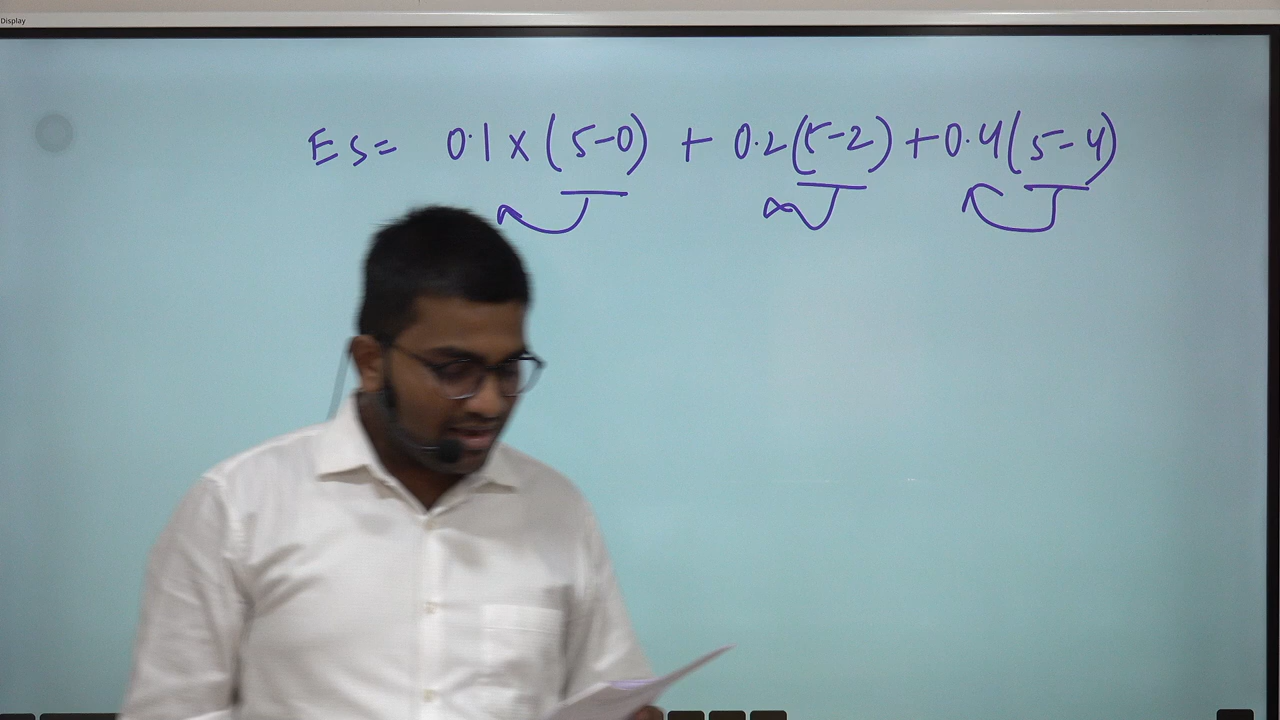 Display
ES= 0.1 x (5-0) + 0.2(5-2) + 0.4(5-4)